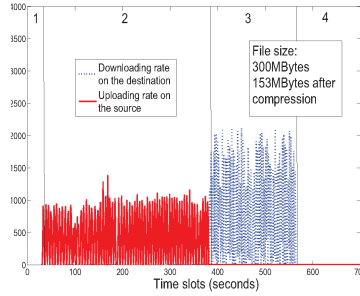 4000
3500
3000
2500
2000
1500
1000
500
0
1
2
3
4
Downloading rate
on the destination
Uploading rate on
the source
File size:
300MBytes
153MBytes after
compression
0 100 200 300 400 500 600 700
Time slots (seconds)